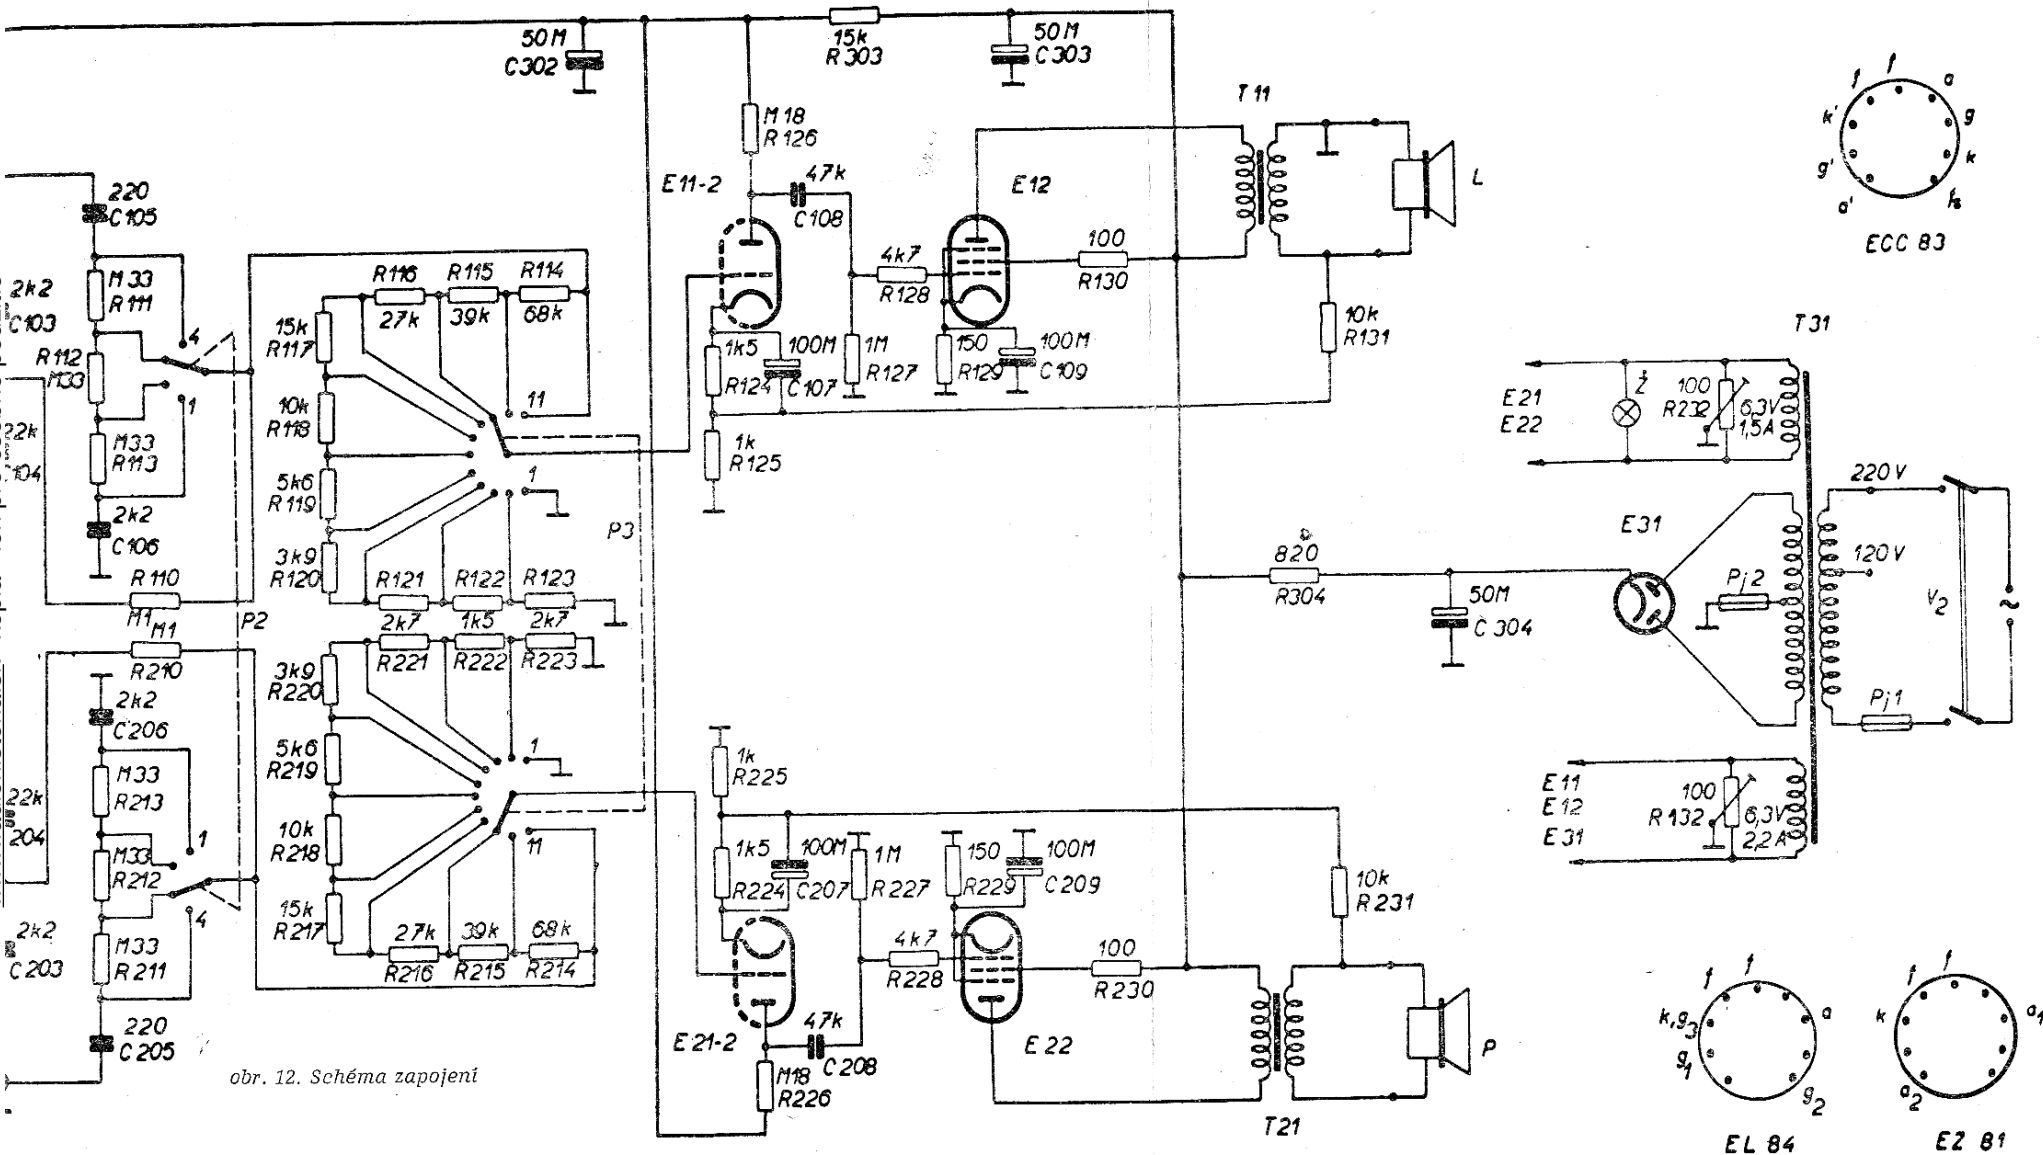 50M
C302
15k
R303
50M
C303
M18
R126
T11
E11-2
47k
C108
E12
L
220
C105
M33
R111
2k2
C103
R112
M33
M33
R113
22k
104
2k2
C106
4
1
R116
R115
R114
27k
39k
68k
15k
R117
10k
R118
5k6
R119
3k9
R120
R121
R122
R123
2k7
1k5
2k7
11
1
P3
R110
M1
M1
R210
P2
1k5
R124
100M
C107
1k
R125
4k7
R128
1M
R127
150
R129
100M
C109
100
R130
10k
R131
ECC 83
f
f
a
g
k
k'
g'
a'
T31
E21
E22
ž
100
R232
6,3V
1,5A
E31
220V
120V
Pj2
Pj1
V2
~
820
R304
50M
C304
E11
E12
E31
100
R132
6,3V
2,2A
3k9
R220
R221
R222
R223
5k6
R219
10k
R218
15k
R217
1
11
27k
39k
68k
R216
R215
R214
2k2
C206
M33
R213
M33
R212
M33
R211
1
4
22k
204
2k2
C203
220
C205
1k
R225
1k5
R224
100M
C207
1M
R227
150
R229
100M
C209
10k
R231
4k7
R228
100
R230
E21-2
47k
C208
M18
R226
E22
T21
P
f
f
k,g3
g1
a
g2
EL 84
f
f
k
a1
a2
EZ 81
obr. 12. Schéma zapojení